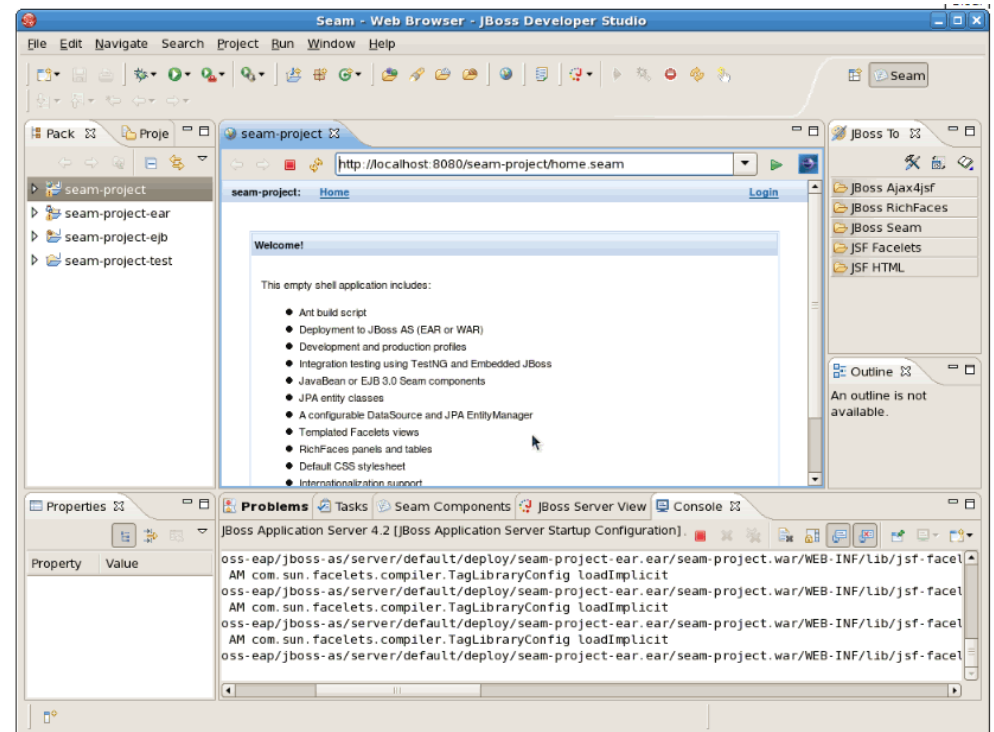 Seam - Web Browser - JBoss Developer Studio
File Edit Navigate Search Project Run Window Help
Seam
Pack
Proje
seam-project
seam-project-ear
seam-project-ejb
seam-project-test
seam-project
http://localhost:8080/seam-project/home.seam
seam-project: Home Login
Welcome!
This empty shell application includes:
Ant build script
Deployment to JBoss AS (EAR or WAR)
Development and production profiles
Integration testing using TestNG and Embedded JBoss
JavaBean or EJB 3.0 Seam components
JPA entity classes
A configurable DataSource and JPA EntityManager
Templated Facelets views
RichFaces panels and tables
Default CSS stylesheet
Internationalization support
JBoss To
JBoss Ajax4jsf
JBoss RichFaces
JBoss Seam
JSF Facelets
JSF HTML
Outline
An outline is not
available.
Properties
Property Value
Problems Tasks Seam Components JBoss Server View Console
JBoss Application Server 4.2 [JBoss Application Server Startup Configuration]
oss-eap/jboss-as/server/default/deploy/seam-project-ear.ear/seam-project.war/WEB-INF/lib/jsf-facel
AM com.sun.facelets.compiler.TagLibraryConfig loadImplicit
oss-eap/jboss-as/server/default/deploy/seam-project-ear.ear/seam-project.war/WEB-INF/lib/jsf-facel
AM com.sun.facelets.compiler.TagLibraryConfig loadImplicit
oss-eap/jboss-as/server/default/deploy/seam-project-ear.ear/seam-project.war/WEB-INF/lib/jsf-facel
AM com.sun.facelets.compiler.TagLibraryConfig loadImplicit
oss-eap/jboss-as/server/default/deploy/seam-project-ear.ear/seam-project.war/WEB-INF/lib/jsf-facel